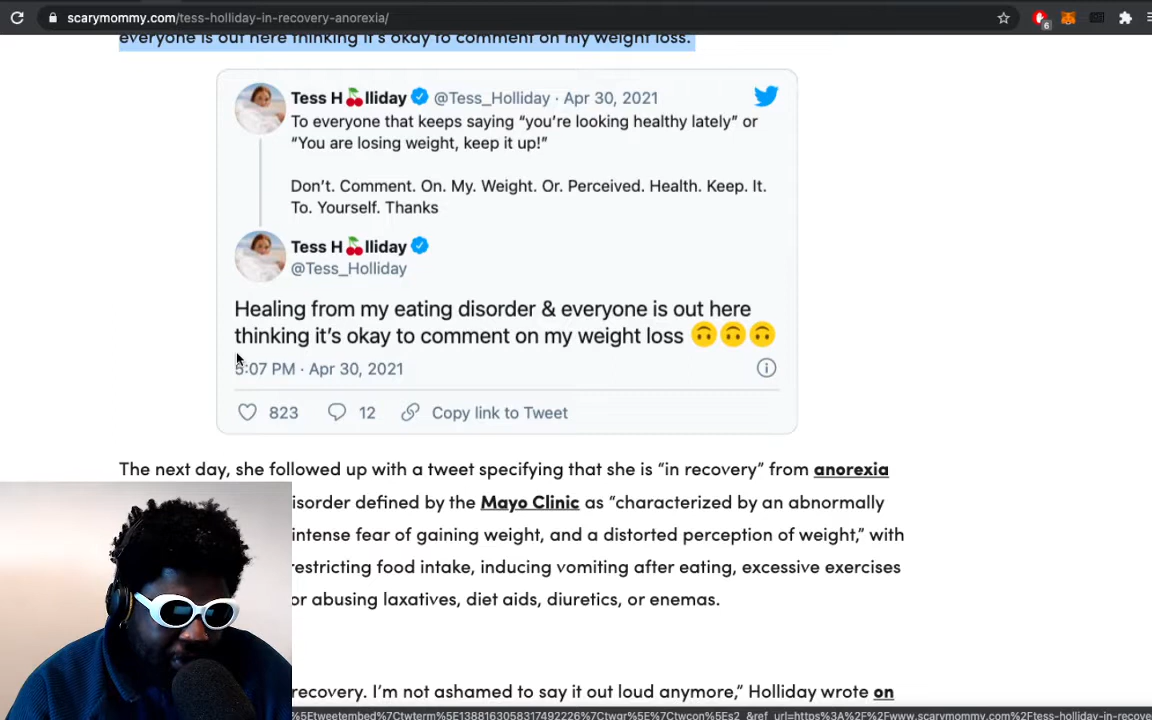 scarymommy.com/tess-holliday-in-recovery-anorexia/
6
everyone is out here thinking it's okay to comment on my weight loss.
Tess H🍒lliday @Tess_Holliday · Apr 30, 2021
To everyone that keeps saying “you’re looking healthy lately” or
“You are losing weight, keep it up!”
Don’t. Comment. On. My. Weight. Or. Perceived. Health. Keep. It.
To. Yourself. Thanks
Tess H🍒lliday
@Tess_Holliday
Healing from my eating disorder & everyone is out here
thinking it’s okay to comment on my weight loss 🙃🙃🙃
5:07 PM · Apr 30, 2021
823 12 Copy link to Tweet
The next day, she followed up with a tweet specifying that she is “in recovery” from anorexia
isorder defined by the Mayo Clinic as “characterized by an abnormally
intense fear of gaining weight, and a distorted perception of weight,” with
restricting food intake, inducing vomiting after eating, excessive exercises
or abusing laxatives, diet aids, diuretics, or enemas.
recovery. I’m not ashamed to say it out loud anymore,” Holliday wrote on